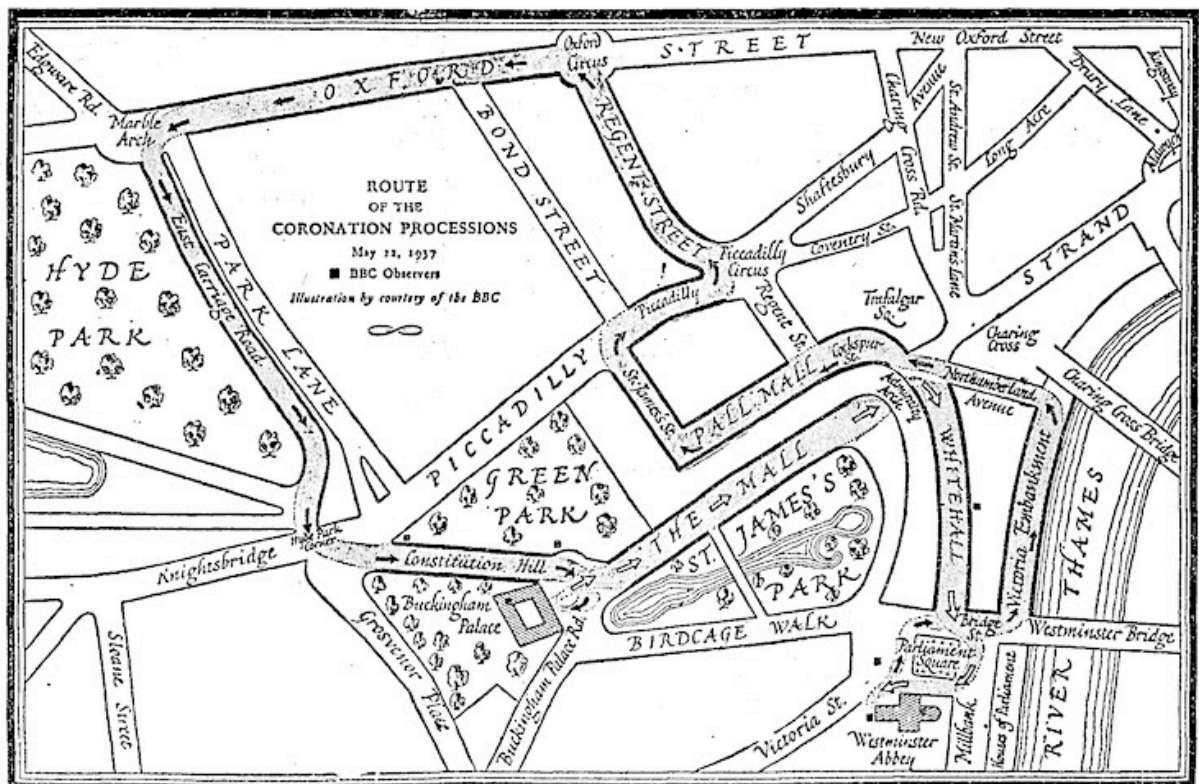 Edgware Rd.
Oxford
Circus
STREET
New Oxford Street
OXFORD
Marble
Arch
REGENT STREET
BOND STREET
Charing
Cross Rd.
Shaftesbury
Avenue
St. Andrew St.
Drury Lane
Kingsway
Long Acre
Aldwych
ROUTE
OF THE
CORONATION PROCESSIONS
May 12, 1937
■ BBC Observers
Illustration by courtesy of the BBC
HYDE
PARK
East Carriage Road
PARK LANE
Piccadilly
Circus
Coventry St.
St. Martins Lane
STRAND
Piccadilly
Regent St.
Trafalgar
Sq.
PICCADILLY
St. James's St.
PALL MALL
Cockspur
St.
Charing
Cross
Northumberland
Avenue
Charing Cross Bridge
Admiralty
Arch
GREEN
PARK
THE MALL
WHITEHALL
Victoria Embankment
THAMES
RIVER
ST. JAMES'S
PARK
Hyde Park
Corner
Knightsbridge
Constitution Hill
Buckingham
Palace
Grosvenor Place
Buckingham Palace Rd.
BIRDCAGE WALK
Sloane Street
Bridge
St.
Westminster Bridge
Parliament
Square
Victoria St.
Westminster
Abbey
Millbank
Houses of Parliament